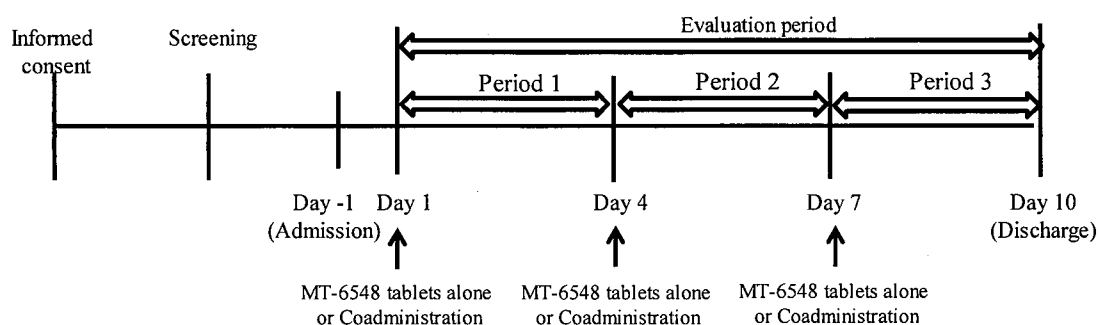 Evaluation period
Informed
consent
Screening
Period 1
Period 2
Period 3
Day -1
(Admission)
Day 1
Day 4
Day 7
Day 10
(Discharge)
MT-6548 tablets alone
or Coadministration
MT-6548 tablets alone
or Coadministration
MT-6548 tablets alone
or Coadministration